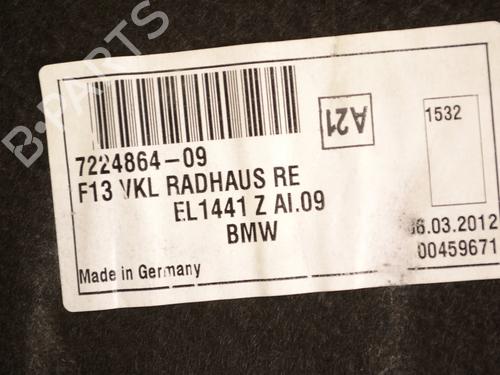 B-PARTS
A21
1532
7224864-09
F13 VKL RADHAUS RE
EL1441 Z AI.09
BMW
06.03.2012
00459671
Made in Germany